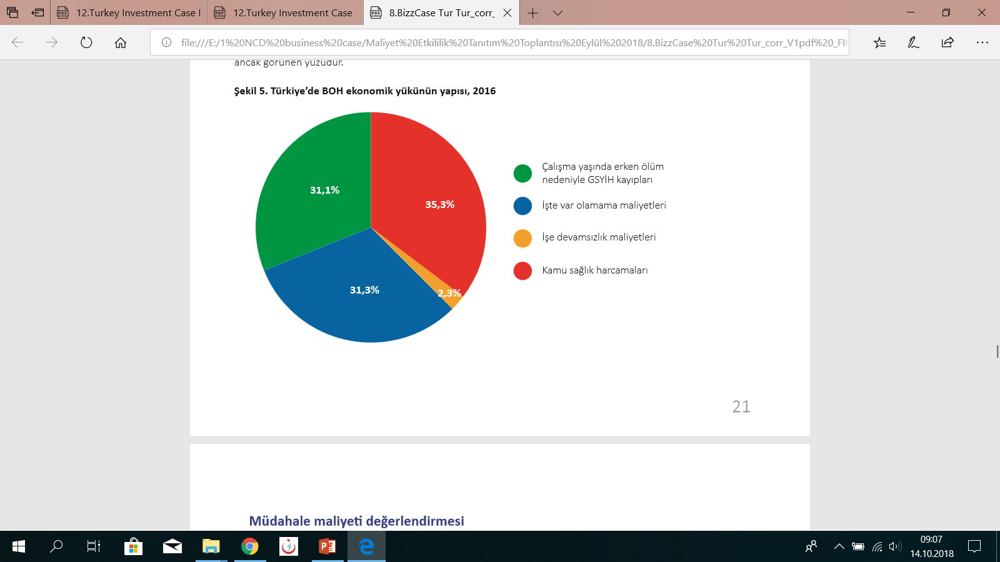 12.Turkey Investment Case I
12.Turkey Investment Case
8.BizzCase Tur Tur_corr_
file:///E:/1%20NCD%20business%20case/Maliyet%20Etkililik%20Tanıtım%20Toplantısı%20Eylül%202018/8.BizzCase%20Tur%20Tur_corr_V1pdf%20_FI
ancak görünen yüzüdür.
Şekil 5. Türkiye’de BOH ekonomik yükünün yapısı, 2016
31,1%
35,3%
31,3%
2,3%
Çalışma yaşında erken ölüm
nedeniyle GSYİH kayıpları
İşte var olamama maliyetleri
İşe devamsızlık maliyetleri
Kamu sağlık harcamaları
21
Müdahale maliyeti değerlendirmesi
09:07
14.10.2018